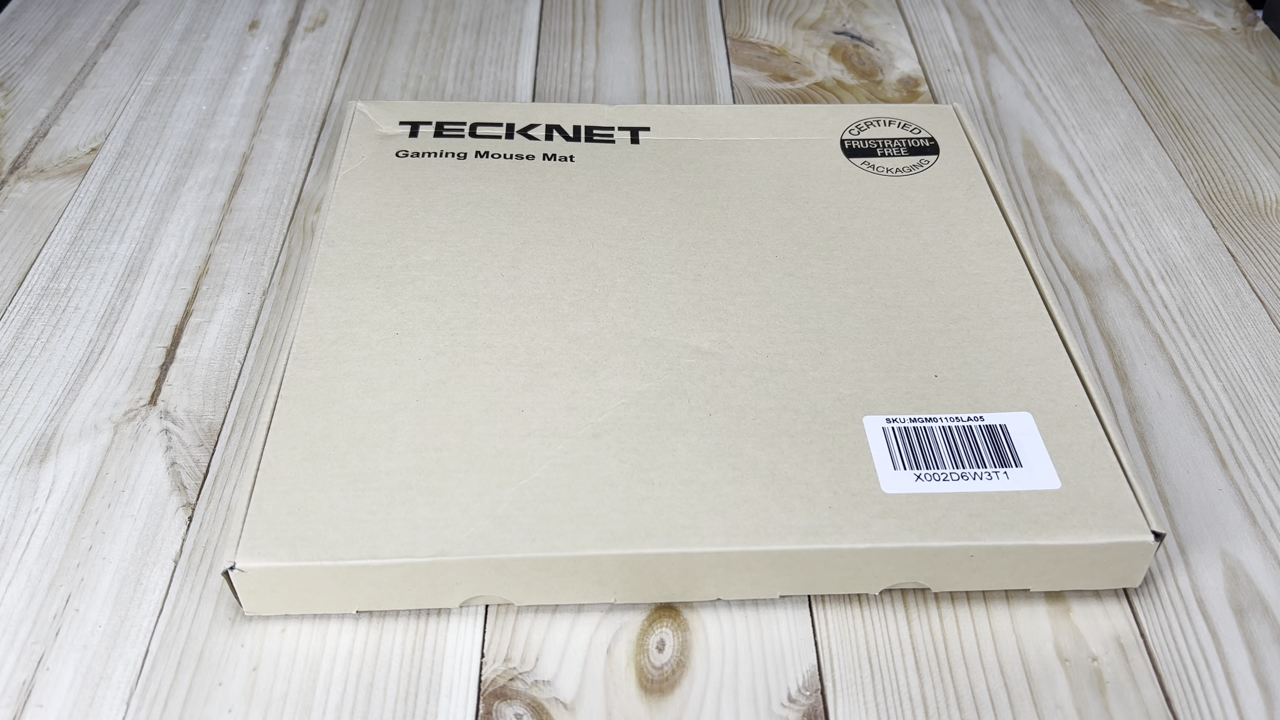 TECKNET
Gaming Mouse Mat
CERTIFIED
FRUSTRATION-
FREE
PACKAGING
SKU:MGM01105LA05
X002D6W3T1